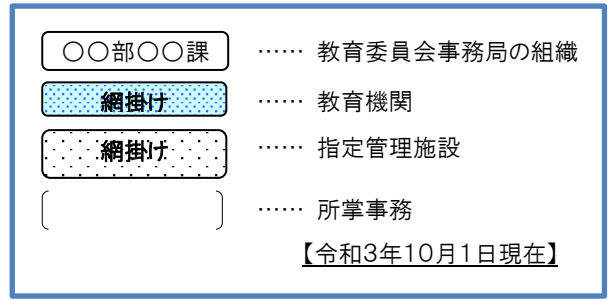 ○○部○○課 …… 教育委員会事務局の組織
網掛け …… 教育機関
網掛け …… 指定管理施設
…… 所掌事務
【令和3年10月1日現在】